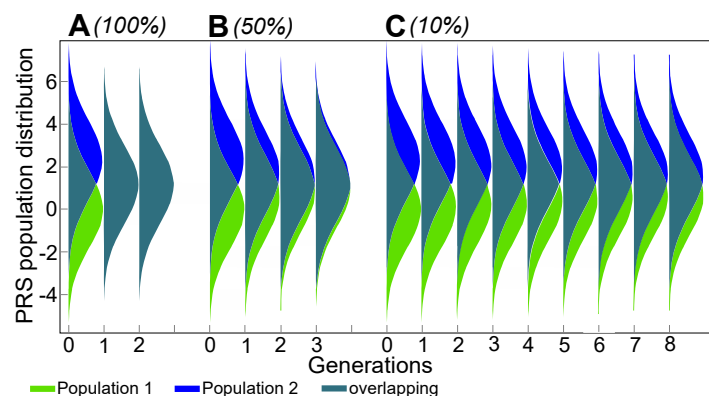 A (100%) B (50%) C (10%)
PRS population distribution
6
4
2
0
-2
-4
0 1 2 0 1 2 3 0 1 2 3 4 5 6 7 8
Generations
Population 1 Population 2 overlapping